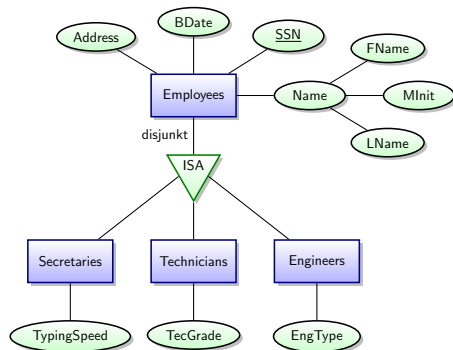 BDate
Address
SSN
FName
Employees
Name
MInit
disjunkt
LName
ISA
Secretaries
Technicians
Engineers
TypingSpeed
TecGrade
EngType